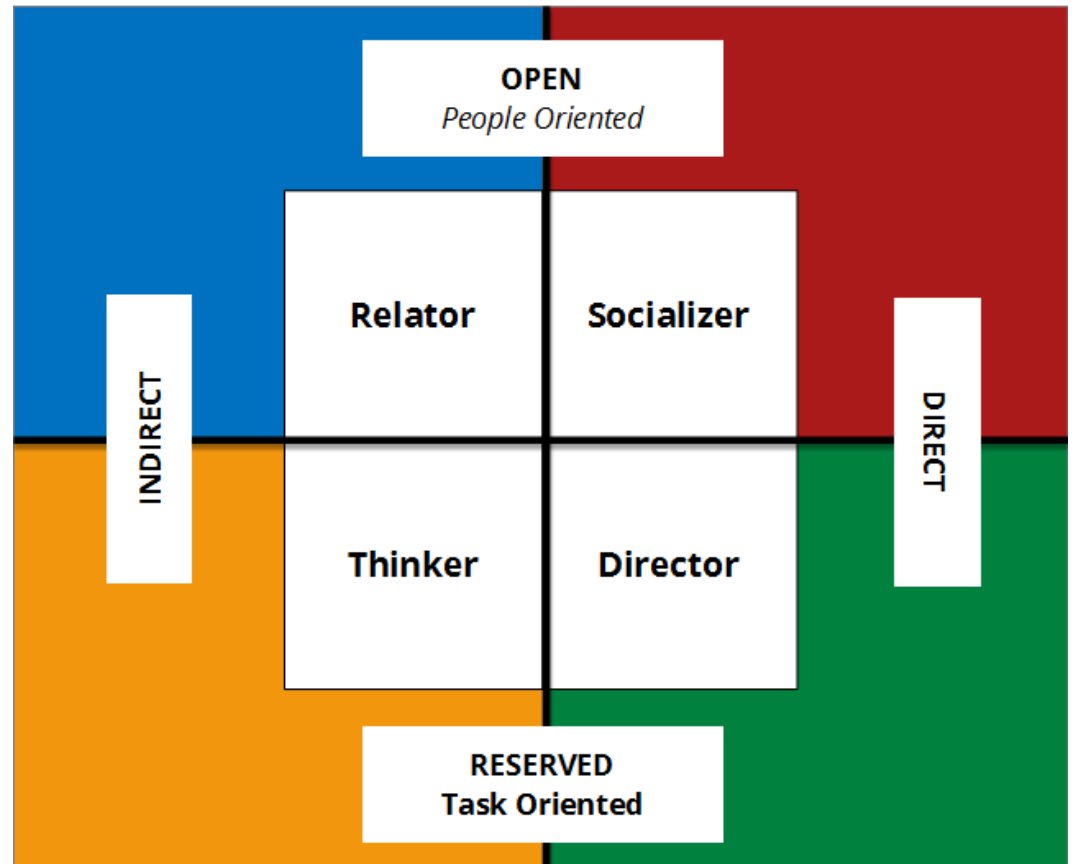 OPEN
People Oriented
Relator
Socializer
INDIRECT
DIRECT
Thinker
Director
RESERVED
Task Oriented